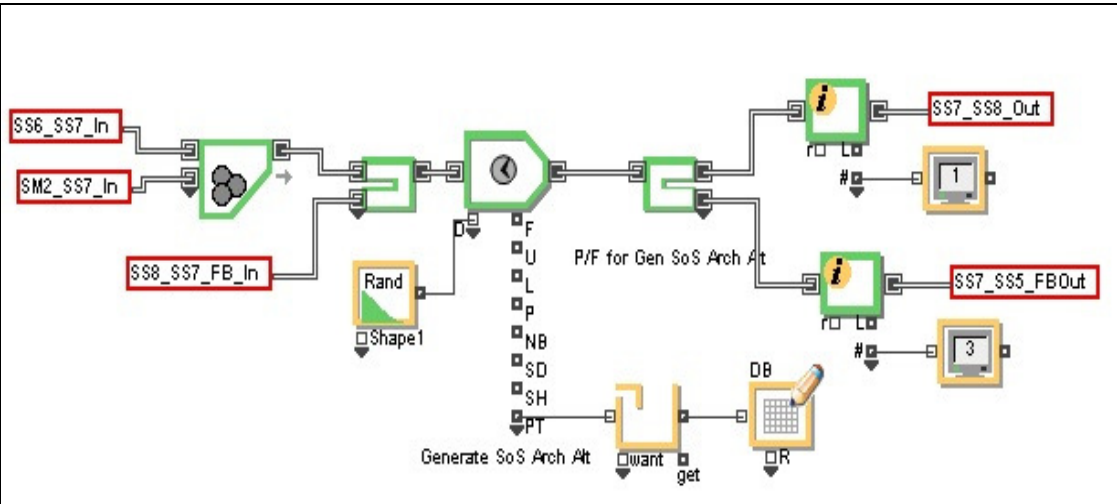 SS6_SS7_In
SM2_SS7_In
SS8_SS7_FB_In
Rand
Shape1
D
F
U
L
P
NB
SD
SH
PT
Generate SoS Arch Alt
want
get
DB
R
P/F for Gen SoS Arch At
i
r
L
#
1
SS7_SS8_Out
i
r
L
#
3
SS7_SS5_FBOut